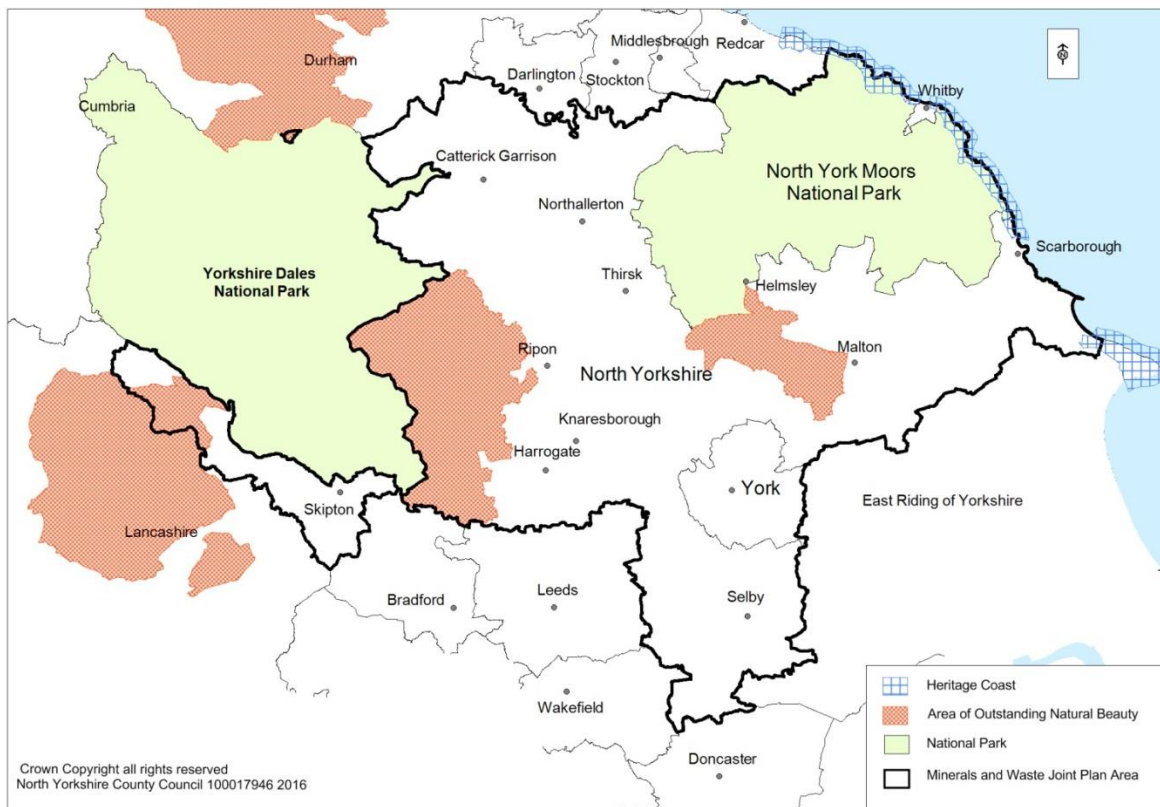 Middlesbrough
Redcar
Durham
Darlington
Stockton
N
Cumbria
Whitby
Catterick Garrison
North York Moors
National Park
Northallerton
Scarborough
Yorkshire Dales
National Park
Thirsk
Helmsley
Ripon
North Yorkshire
Malton
Knaresborough
Harrogate
York
Skipton
East Riding of Yorkshire
Lancashire
Bradford
Leeds
Selby
Wakefield
Doncaster
Heritage Coast
Area of Outstanding Natural Beauty
National Park
Minerals and Waste Joint Plan Area
Crown Copyright all rights reserved
North Yorkshire County Council 100017946 2016